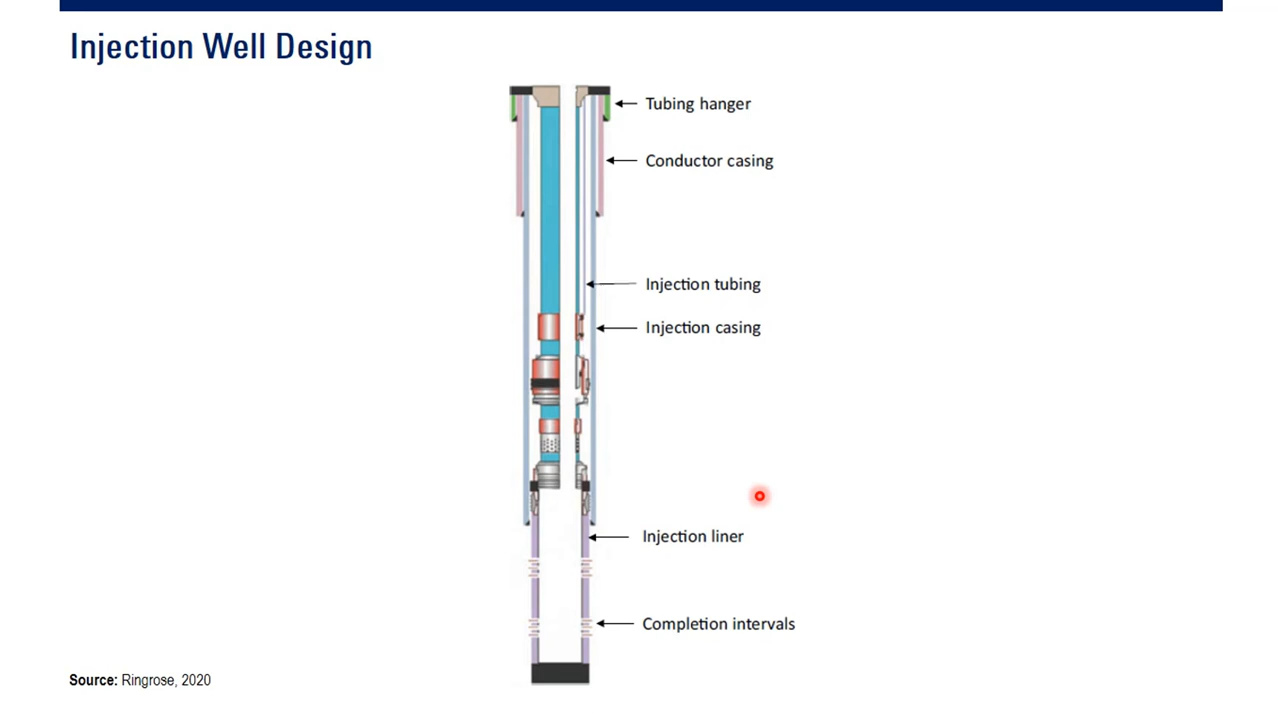 Injection Well Design
Tubing hanger
Conductor casing
Injection tubing
Injection casing
Injection liner
Completion intervals
Source: Ringrose, 2020